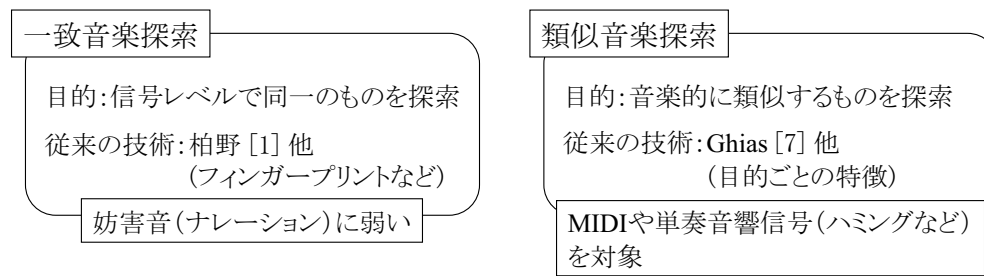 一致音楽探索
目的:信号レベルで同一のものを探索
従来の技術:柏野 [1] 他
(フィンガープリントなど)
妨害音(ナレーション)に弱い
類似音楽探索
目的:音楽的に類似するものを探索
従来の技術:Ghias [7] 他
(目的ごとの特徴)
MIDIや単奏音響信号(ハミングなど)
を対象